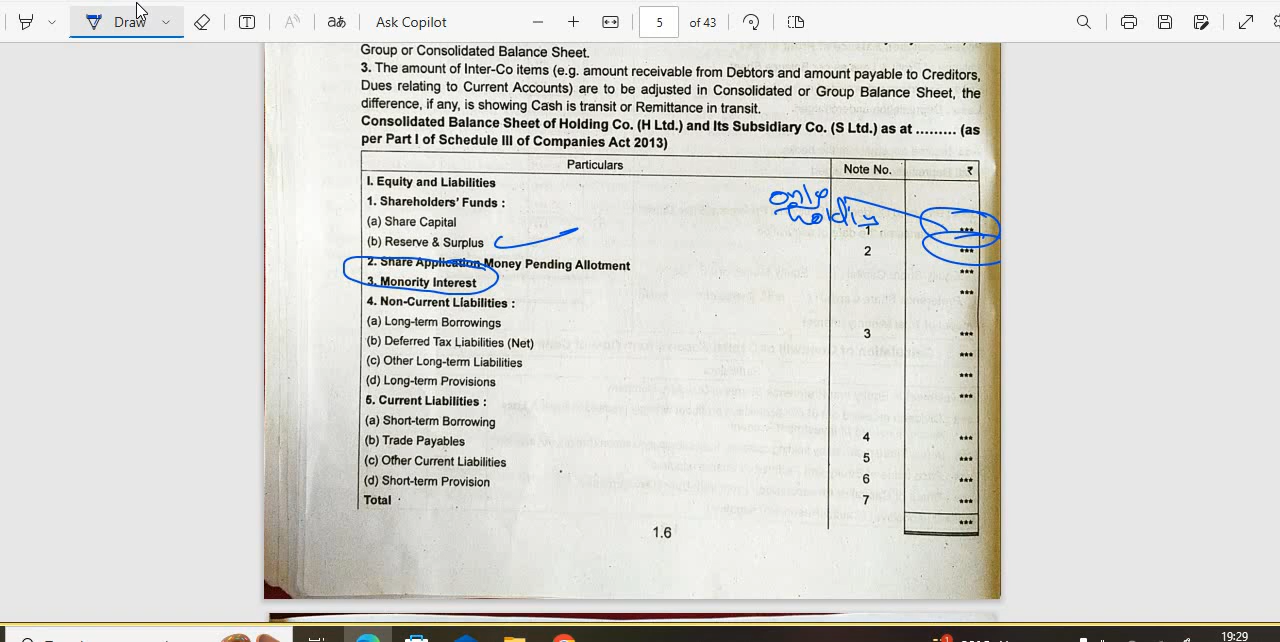 Draw
A
aあ
Ask Copilot
5
of 43
Group or Consolidated Balance Sheet.
3. The amount of Inter-Co items (e.g. amount receivable from Debtors and amount payable to Creditors,
Dues relating to Current Accounts) are to be adjusted in Consolidated or Group Balance Sheet, the
difference, if any, is showing Cash is transit or Remittance in transit.
Consolidated Balance Sheet of Holding Co. (H Ltd.) and Its Subsidiary Co. (S Ltd.) as at ......... (as
per Part I of Schedule III of Companies Act 2013)
Particulars Note No. ₹
I. Equity and Liabilities
only
1. Shareholders' Funds :
holdin
(a) Share Capital 1 ***
(b) Reserve & Surplus 2 ***
2. Share Application Money Pending Allotment ***
3. Monority Interest ***
4. Non-Current Liabilities :
(a) Long-term Borrowings 3 ***
(b) Deferred Tax Liabilities (Net) ***
(c) Other Long-term Liabilities ***
(d) Long-term Provisions ***
5. Current Liabilities :
(a) Short-term Borrowing 4 ***
(b) Trade Payables 5 ***
(c) Other Current Liabilities 6 ***
(d) Short-term Provision 7 ***
Total ***
1.6
19:29